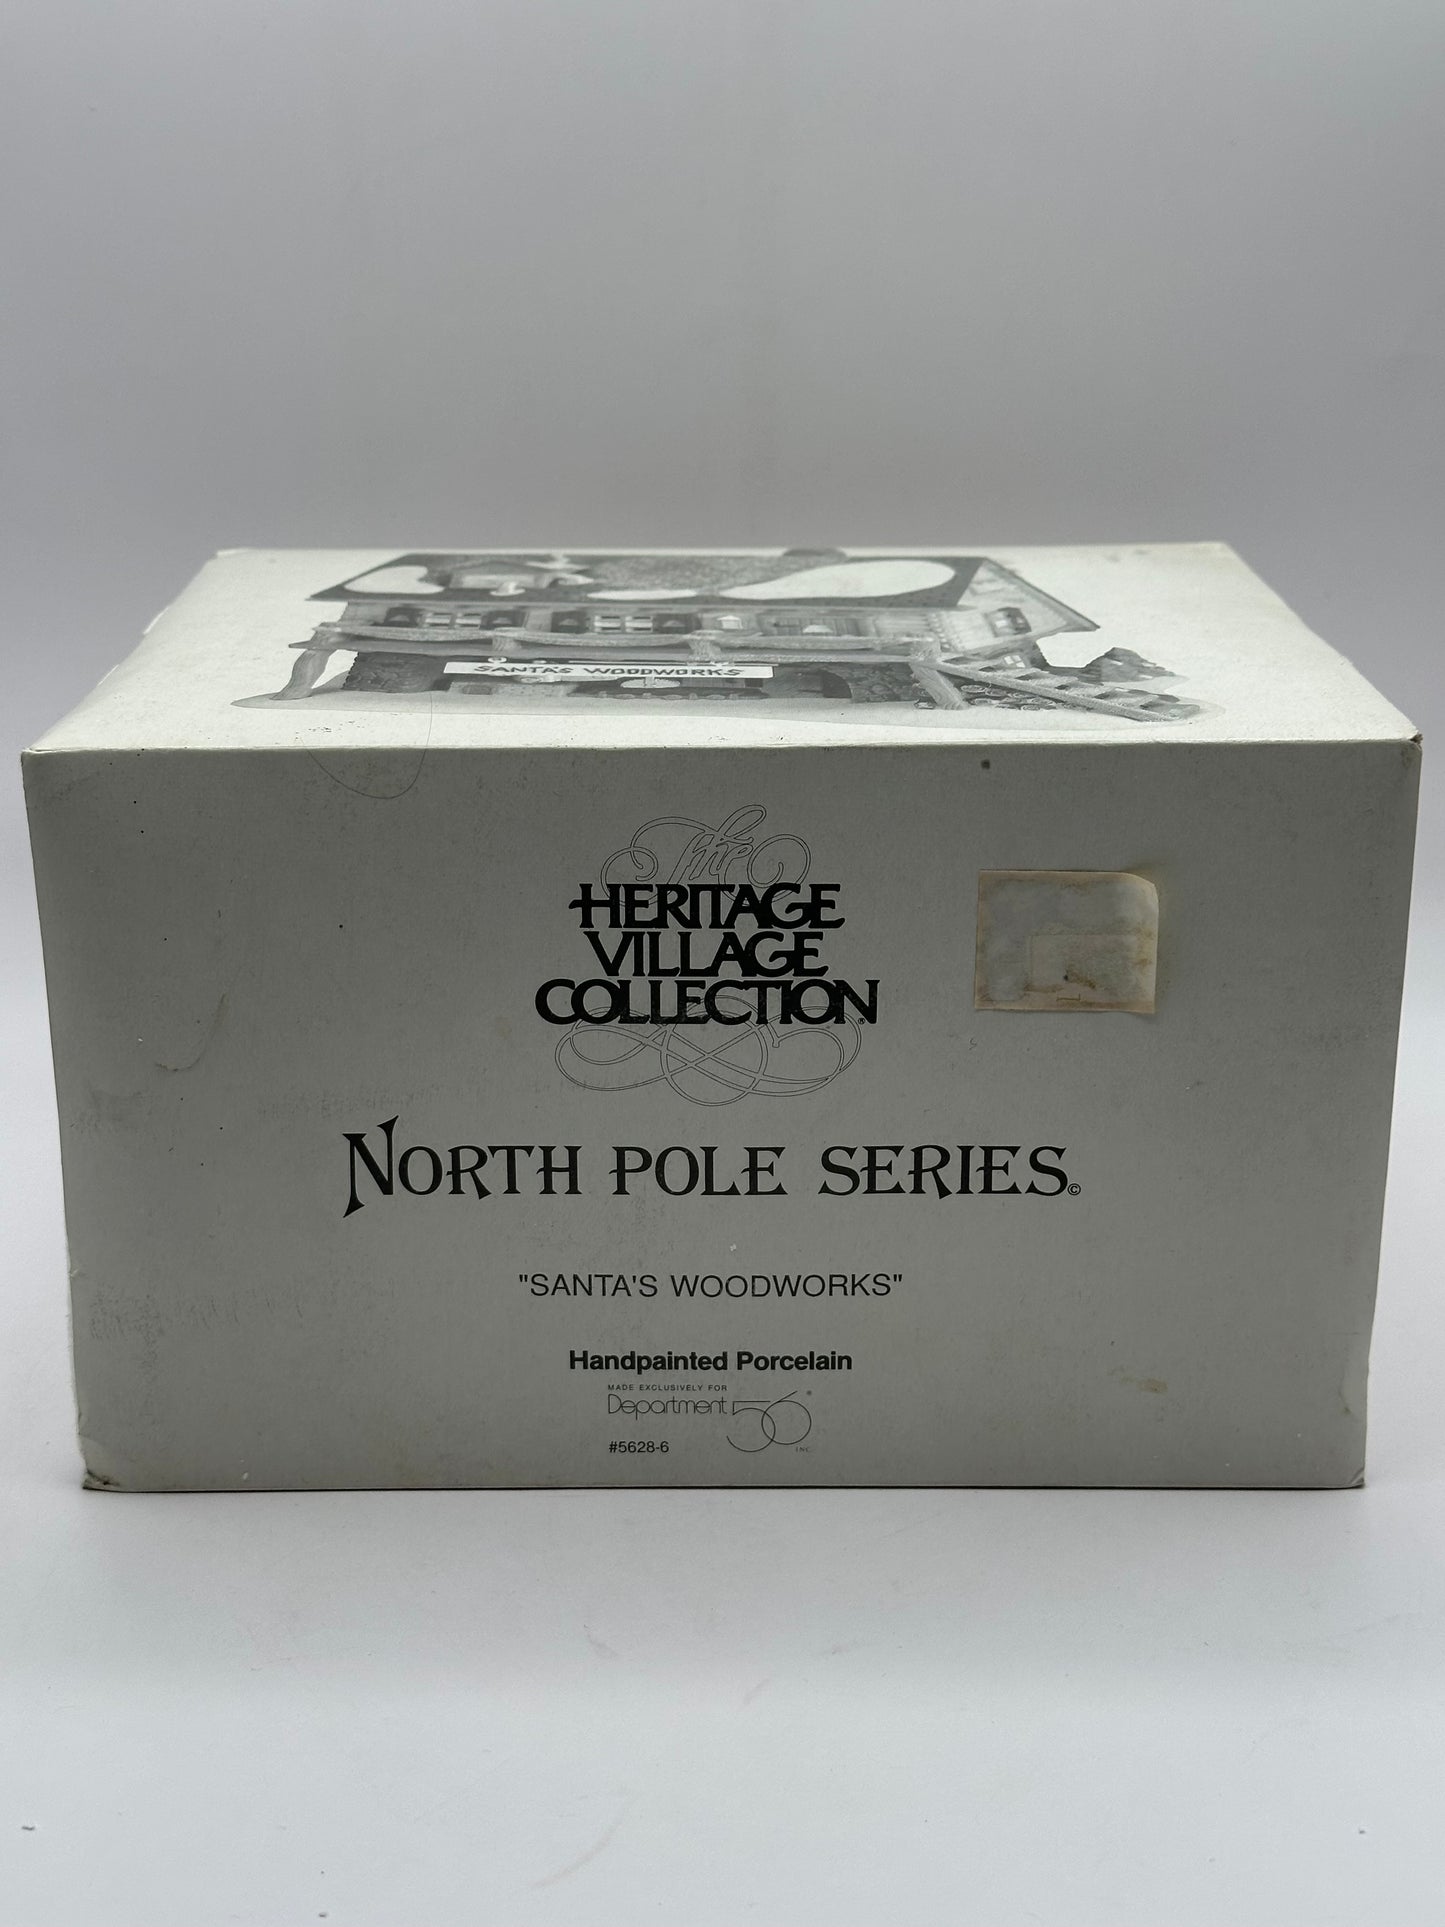 SANTA'S WOODWORKS
The
HERITAGE
VILLAGE
COLLECTION®
NORTH POLE SERIES©
"SANTA'S WOODWORKS"
Handpainted Porcelain
MADE EXCLUSIVELY FOR
Department 56®
#5628-6
INC.